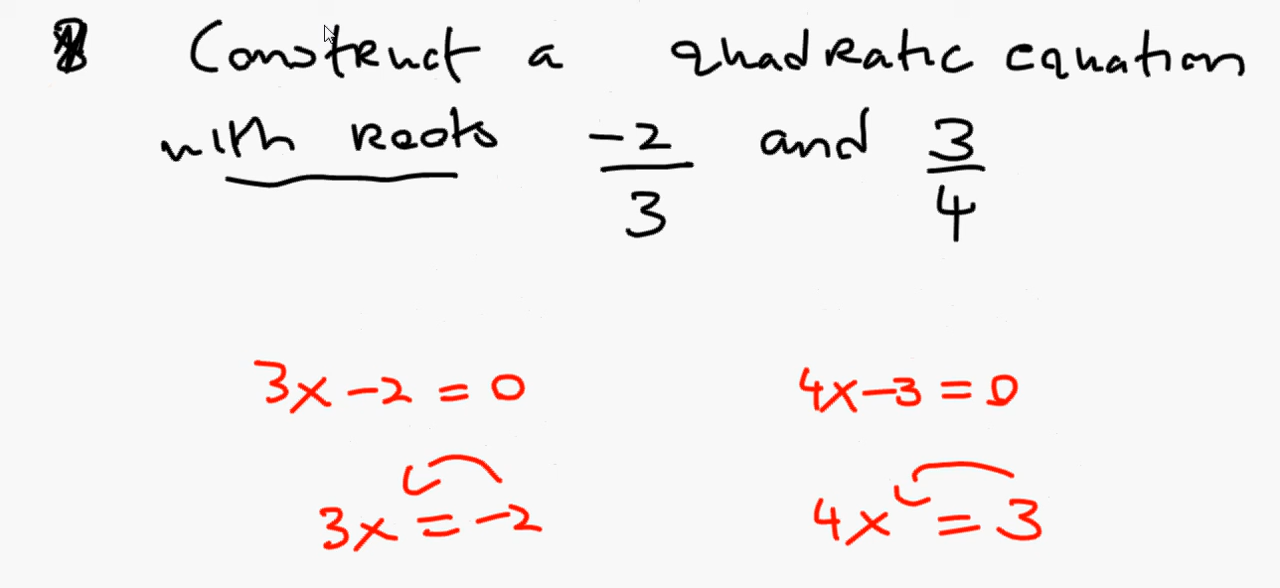 Construct a quadratic equation
with roots -2/3 and 3/4
3x - 2 = 0 4x - 3 = 0
3x = -2 4x = 3